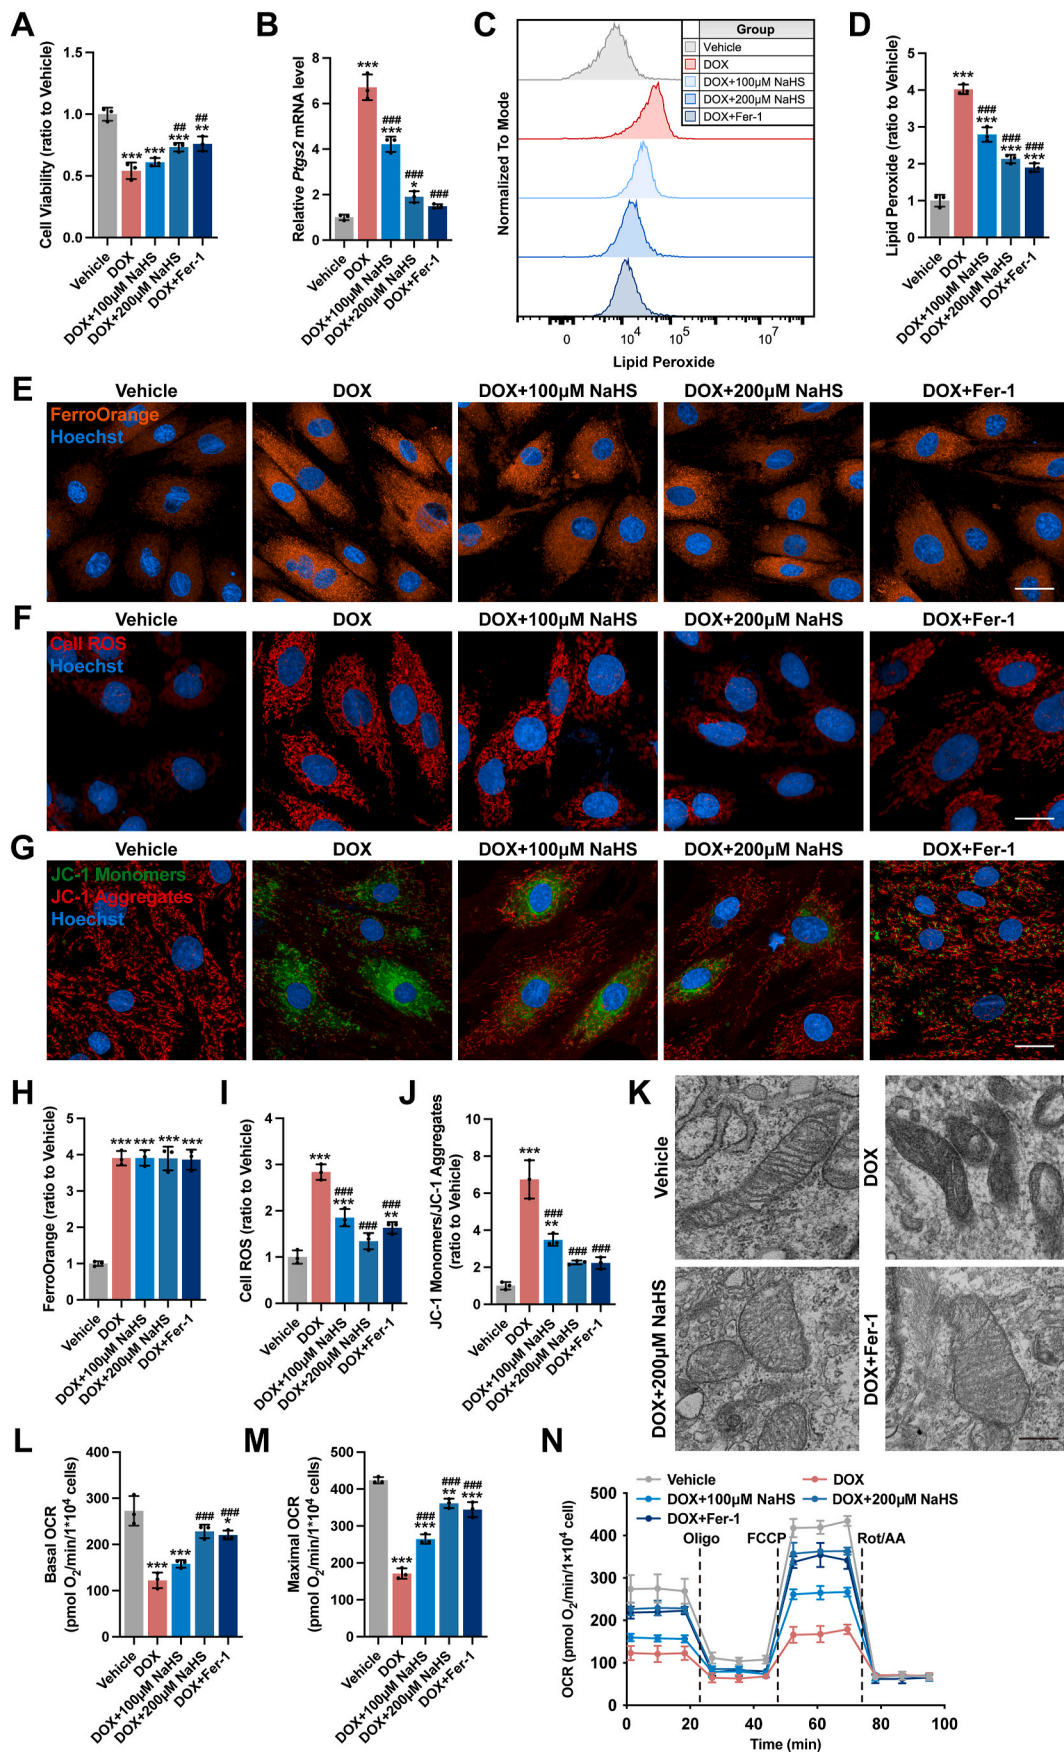 A
Cell Viability (ratio to Vehicle)
1.5
1.0
0.5
0.0
***
***
##
***
##
**
Vehicle
DOX
DOX+100μM NaHS
DOX+200μM NaHS
DOX+Fer-1
B
Relative Ptgs2 mRNA level
8
6
4
2
0
***
###
***
###
*
###
Vehicle
DOX
DOX+100μM NaHS
DOX+200μM NaHS
DOX+Fer-1
C
Normalized To Mode
Group
Vehicle
DOX
DOX+100μM NaHS
DOX+200μM NaHS
DOX+Fer-1
0
10^4
10^5
10^7
Lipid Peroxide
D
Lipid Peroxide (ratio to Vehicle)
5
4
3
2
1
0
***
###
***
###
***
###
***
Vehicle
DOX
DOX+100μM NaHS
DOX+200μM NaHS
DOX+Fer-1
E
Vehicle
DOX
DOX+100μM NaHS
DOX+200μM NaHS
DOX+Fer-1
FerroOrange
Hoechst
F
Vehicle
DOX
DOX+100μM NaHS
DOX+200μM NaHS
DOX+Fer-1
Cell ROS
Hoechst
G
Vehicle
DOX
DOX+100μM NaHS
DOX+200μM NaHS
DOX+Fer-1
JC-1 Monomers
JC-1 Aggregates
Hoechst
H
FerroOrange (ratio to Vehicle)
5
4
3
2
1
0
***
***
***
***
Vehicle
DOX
DOX+100μM NaHS
DOX+200μM NaHS
DOX+Fer-1
I
Cell ROS (ratio to Vehicle)
4
3
2
1
0
***
###
***
###
###
**
Vehicle
DOX
DOX+100μM NaHS
DOX+200μM NaHS
DOX+Fer-1
J
JC-1 Monomers/JC-1 Aggregates
(ratio to Vehicle)
10
8
6
4
2
0
***
###
**
###
###
Vehicle
DOX
DOX+100μM NaHS
DOX+200μM NaHS
DOX+Fer-1
K
Vehicle
DOX
DOX+200μM NaHS
DOX+Fer-1
L
Basal OCR
(pmol O2/min/1*10^4 cells)
400
300
200
100
0
***
***
###
###
*
Vehicle
DOX
DOX+100μM NaHS
DOX+200μM NaHS
DOX+Fer-1
M
Maximal OCR
(pmol O2/min/1*10^4 cells)
500
400
300
200
100
0
***
###
***
###
**
###
***
Vehicle
DOX
DOX+100μM NaHS
DOX+200μM NaHS
DOX+Fer-1
N
Vehicle
DOX
DOX+100μM NaHS
DOX+200μM NaHS
DOX+Fer-1
OCR (pmol O2/min/1×10^4 cell)
500
400
300
200
100
0
Oligo
FCCP
Rot/AA
0
20
40
60
80
100
Time (min)